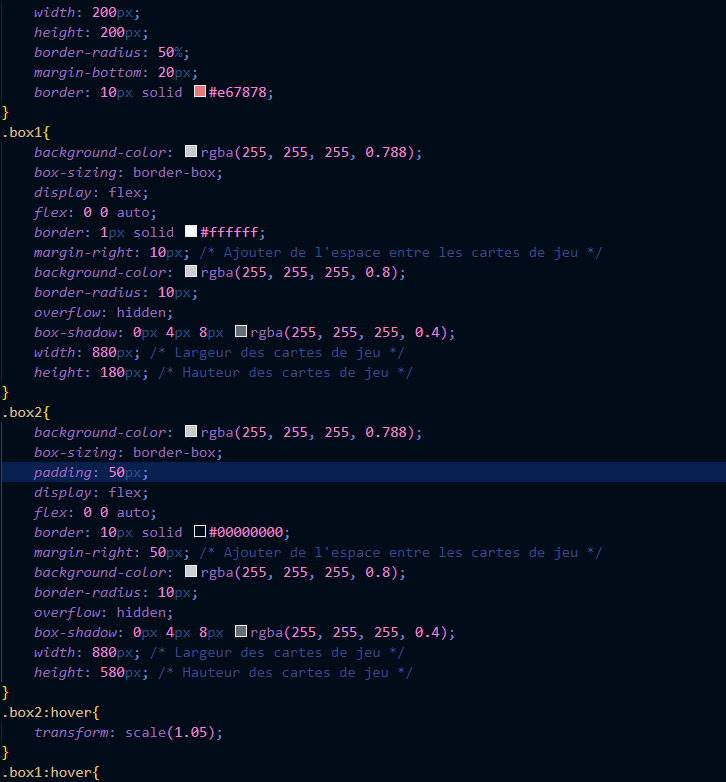 width: 200px;
height: 200px;
border-radius: 50%;
margin-bottom: 20px;
border: 10px solid #e67878;
}
.box1{
background-color: rgba(255, 255, 255, 0.788);
box-sizing: border-box;
display: flex;
flex: 0 0 auto;
border: 1px solid #ffffff;
margin-right: 10px; /* Ajouter de l'espace entre les cartes de jeu */
background-color: rgba(255, 255, 255, 0.8);
border-radius: 10px;
overflow: hidden;
box-shadow: 0px 4px 8px rgba(255, 255, 255, 0.4);
width: 880px; /* Largeur des cartes de jeu */
height: 180px; /* Hauteur des cartes de jeu */
}
.box2{
background-color: rgba(255, 255, 255, 0.788);
box-sizing: border-box;
padding: 50px;
display: flex;
flex: 0 0 auto;
border: 10px solid #00000000;
margin-right: 50px; /* Ajouter de l'espace entre les cartes de jeu */
background-color: rgba(255, 255, 255, 0.8);
border-radius: 10px;
overflow: hidden;
box-shadow: 0px 4px 8px rgba(255, 255, 255, 0.4);
width: 880px; /* Largeur des cartes de jeu */
height: 580px; /* Hauteur des cartes de jeu */
}
.box2:hover{
transform: scale(1.05);
}
.box1:hover{